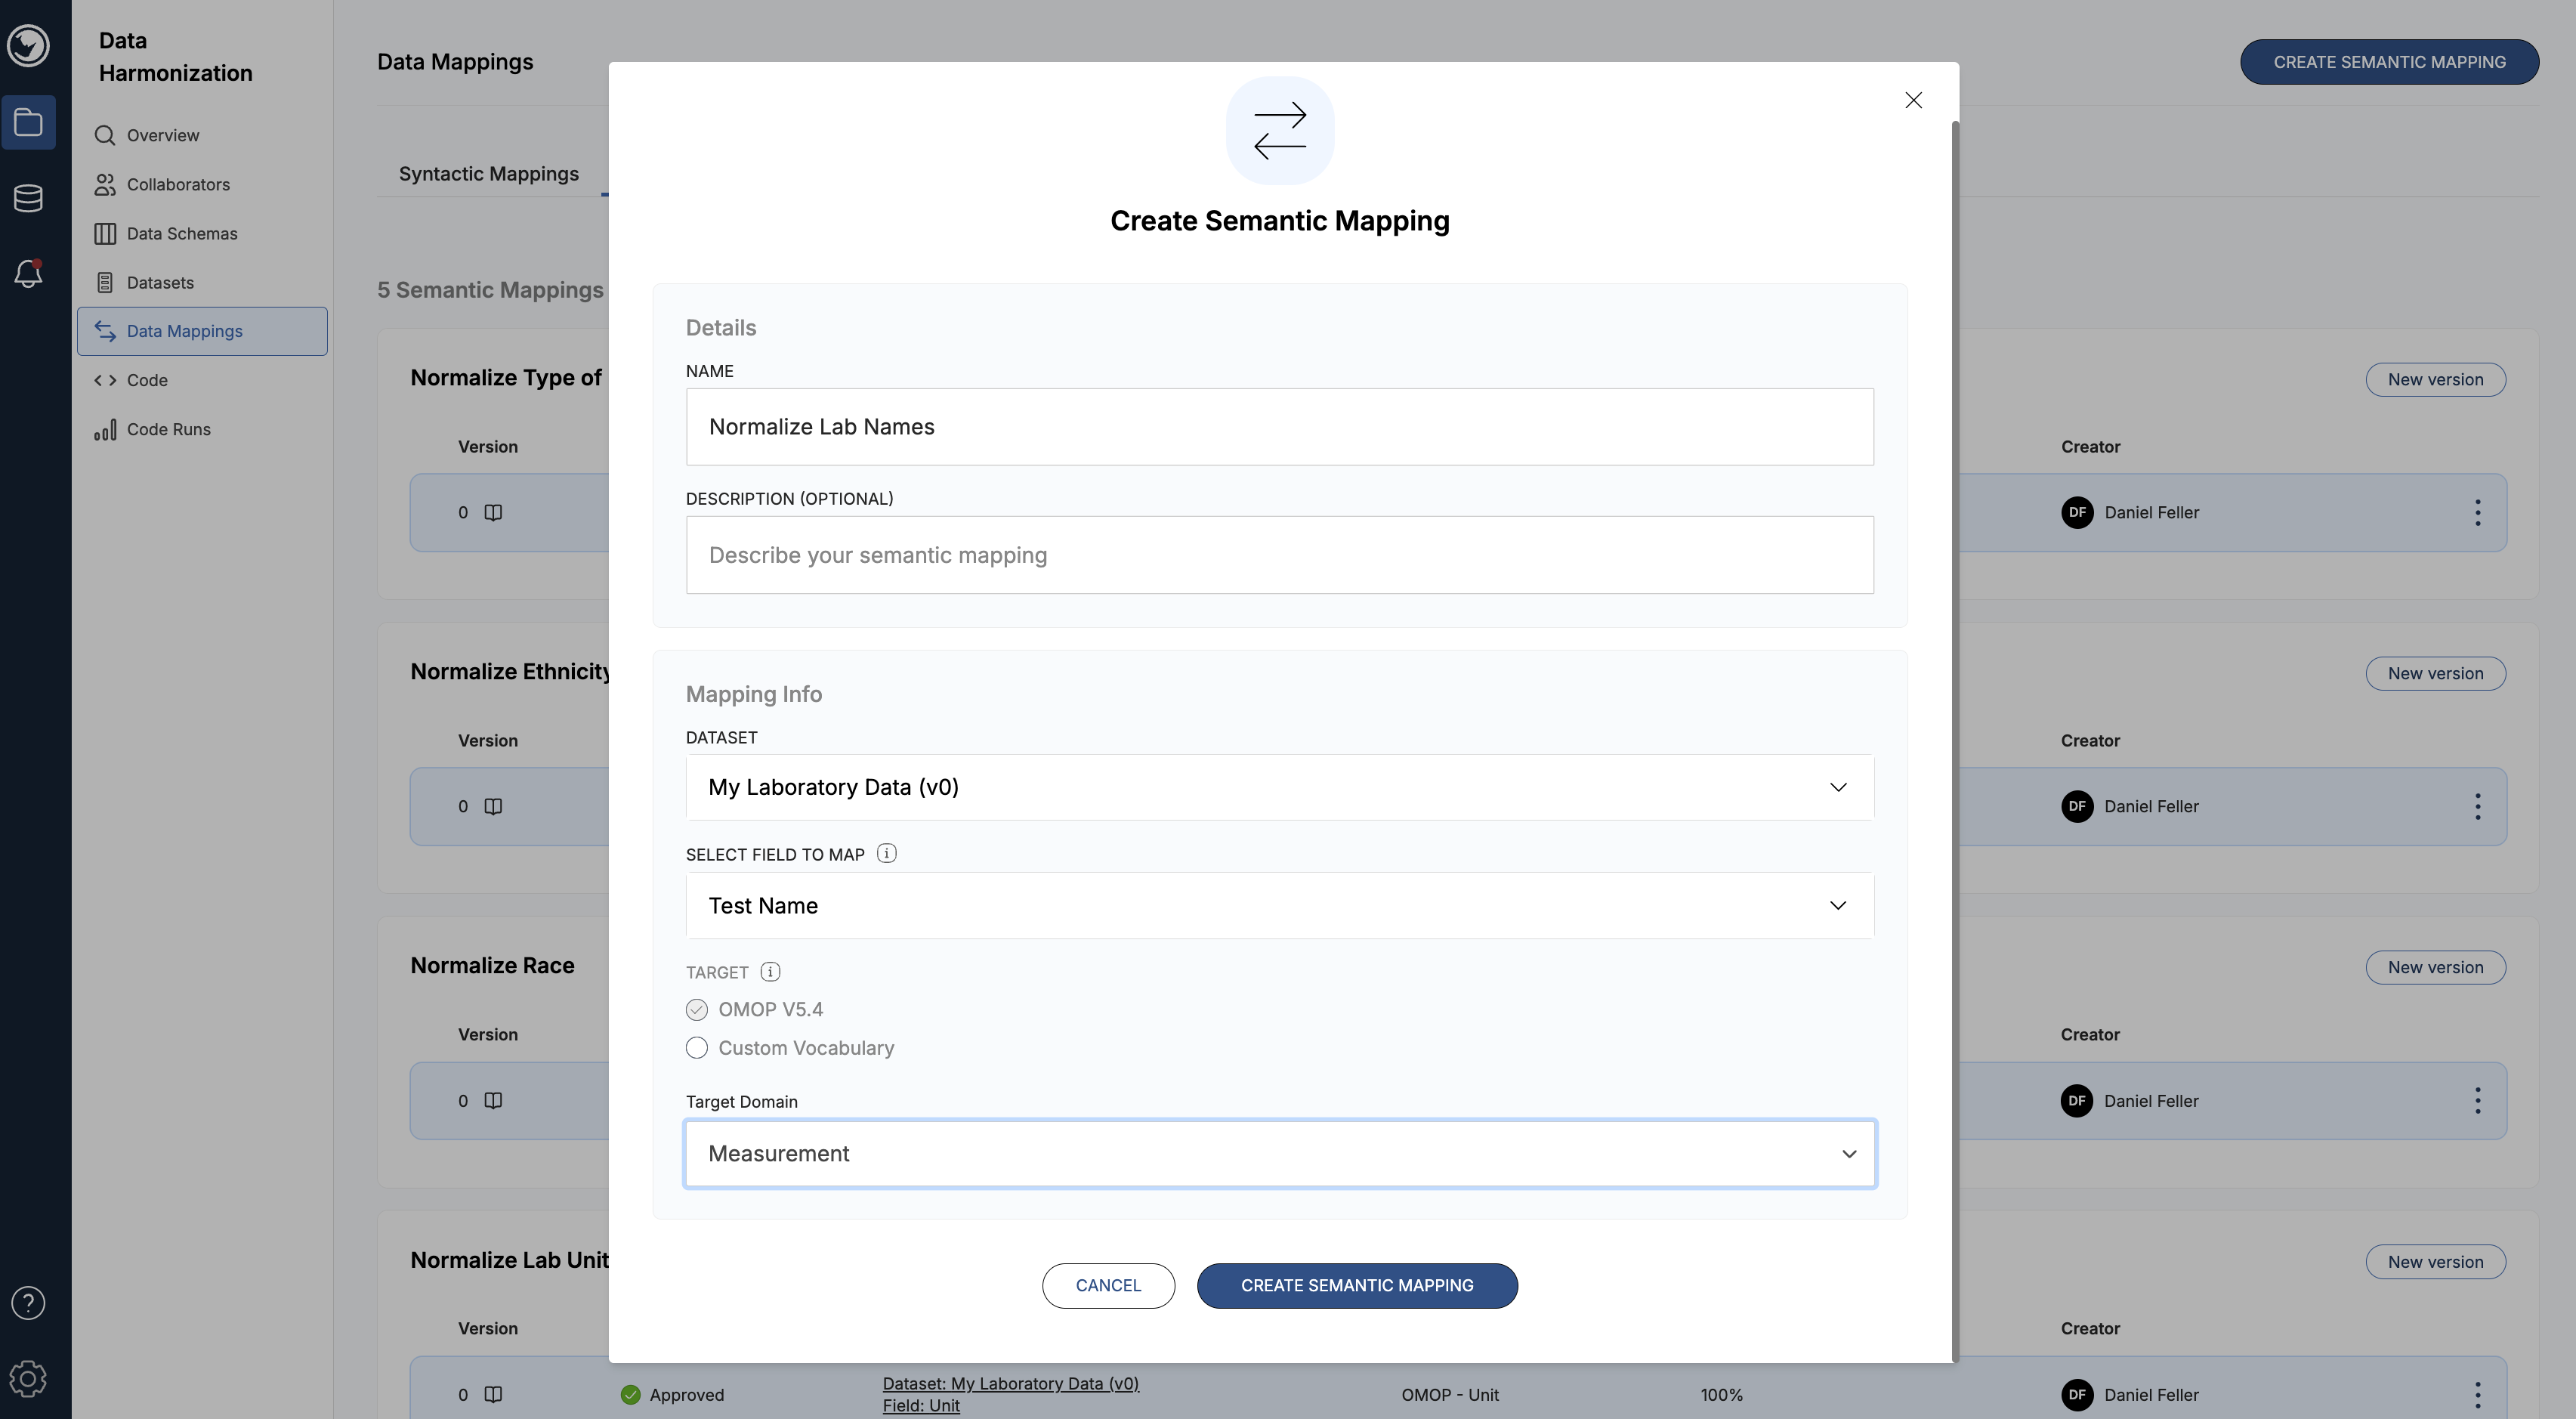 Data
Harmonization
Overview
Collaborators
Data Schemas
Datasets
Data Mappings
Code
Code Runs
Data Mappings
CREATE SEMANTIC MAPPING
Syntactic Mappings
5 Semantic Mappings
Normalize Type of
New version
Version
Creator
0
DF Daniel Feller
Normalize Ethnicity
New version
Version
Creator
0
DF Daniel Feller
Normalize Race
New version
Version
Creator
0
DF Daniel Feller
Normalize Lab Unit
New version
Version
Creator
0
Approved
Dataset: My Laboratory Data (v0)
Field: Unit
OMOP - Unit
100%
DF Daniel Feller
Create Semantic Mapping
Details
NAME
Normalize Lab Names
DESCRIPTION (OPTIONAL)
Describe your semantic mapping
Mapping Info
DATASET
My Laboratory Data (v0)
SELECT FIELD TO MAP i
Test Name
TARGET i
OMOP V5.4
Custom Vocabulary
Target Domain
Measurement
CANCEL
CREATE SEMANTIC MAPPING
?